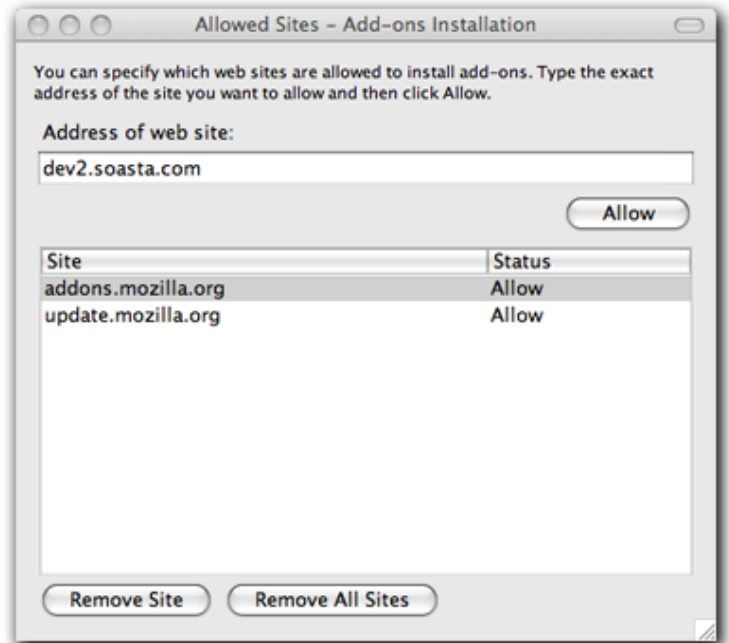 Allowed Sites – Add-ons Installation
You can specify which web sites are allowed to install add-ons. Type the exact
address of the site you want to allow and then click Allow.
Address of web site:
dev2.soasta.com
Allow
Site Status
addons.mozilla.org Allow
update.mozilla.org Allow
Remove Site Remove All Sites